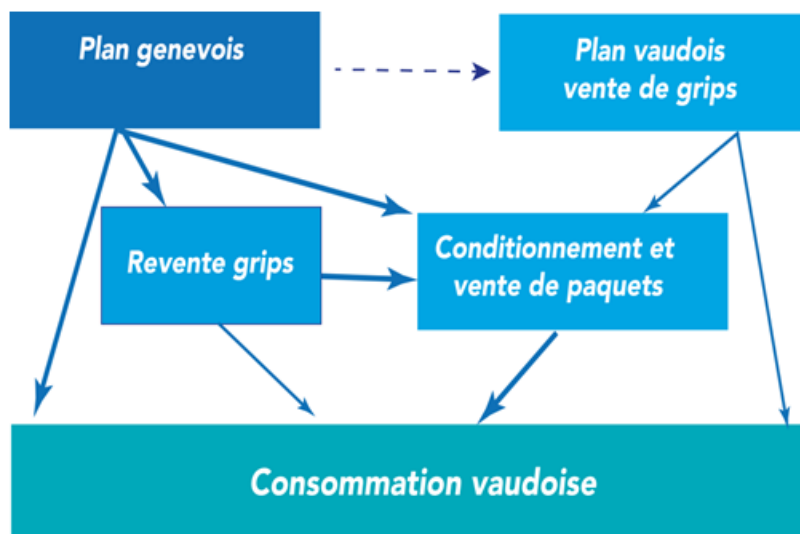 Plan genevois
Plan vaudois
vente de grips
Revente grips
Conditionnement et
vente de paquets
Consommation vaudoise